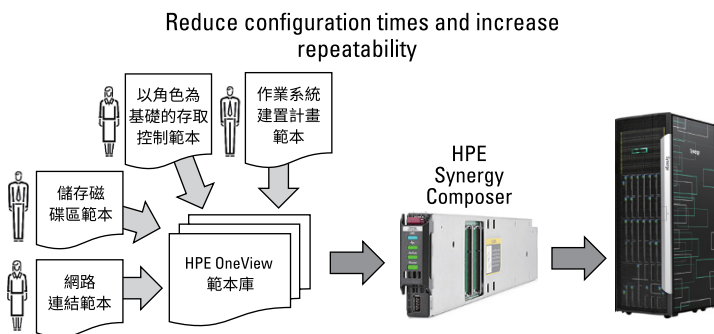 Reduce configuration times and increase
repeatability
以角色為
基礎的存取
控制範本
作業系統
建置計畫
範本
儲存磁
碟區範本
網路
連結範本
HPE OneView
範本庫
HPE
Synergy
Composer